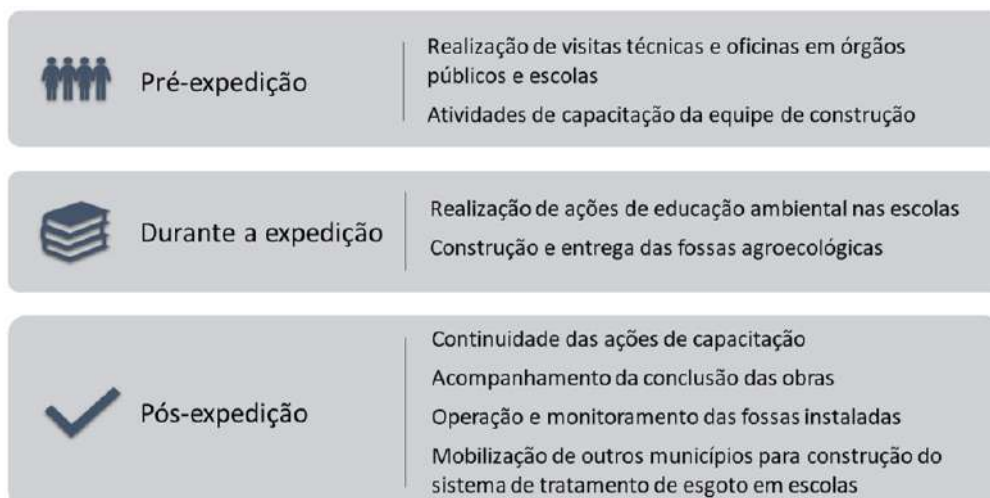 Pré-expedição
Realização de visitas técnicas e oficinas em órgãos
públicos e escolas
Atividades de capacitação da equipe de construção
Durante a expedição
Realização de ações de educação ambiental nas escolas
Construção e entrega das fossas agroecológicas
Pós-expedição
Continuidade das ações de capacitação
Acompanhamento da conclusão das obras
Operação e monitoramento das fossas instaladas
Mobilização de outros municípios para construção do
sistema de tratamento de esgoto em escolas